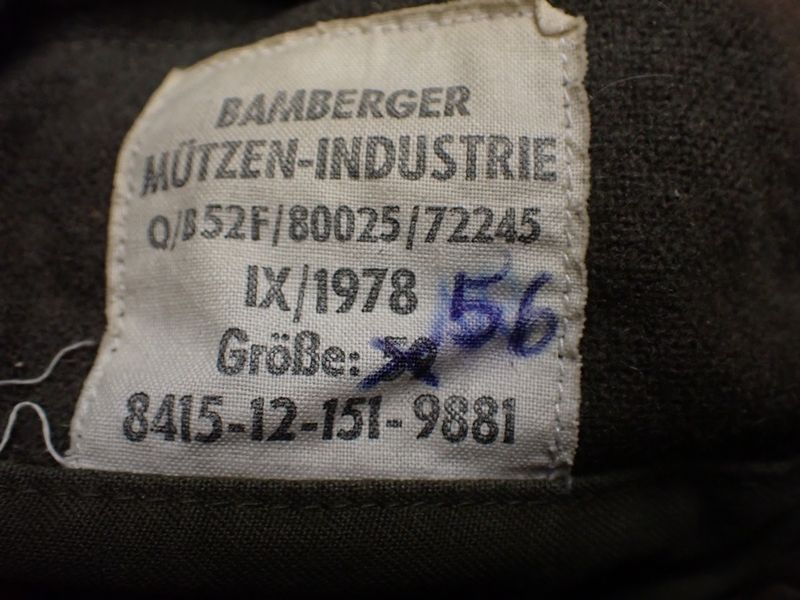 BAMBERGER
MÜTZEN-INDUSTRIE
Q/B52F/80025/72245
IX/1978 56
Größe:
8415-12-151-9881